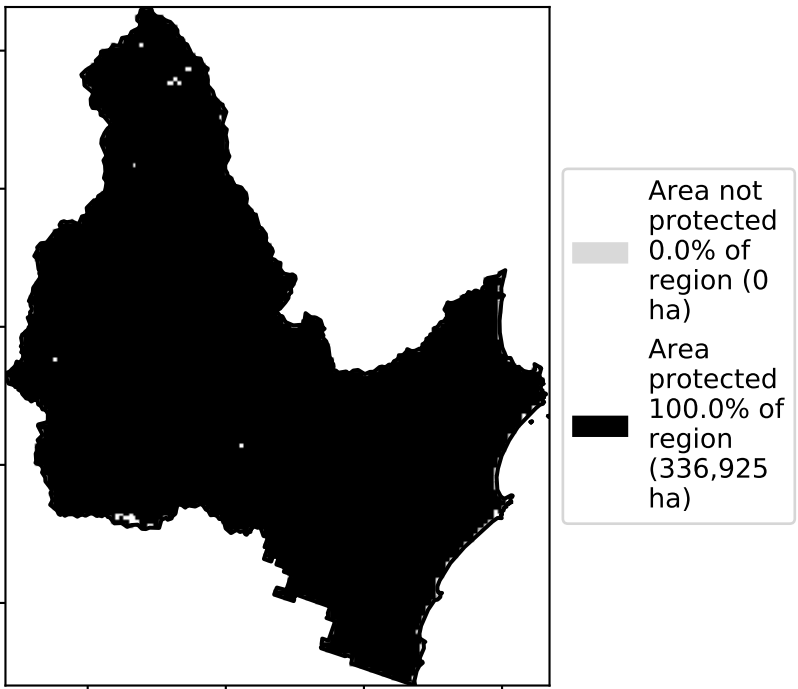 Area not
protected
0.0% of
region (0
ha)
Area
protected
100.0% of
region
(336,925
ha)